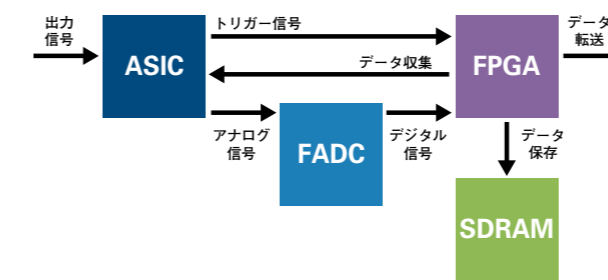 出力
信号
ASIC
トリガー信号
データ収集
FPGA
データ
転送
アナログ
信号
FADC
デジタル
信号
データ
保存
SDRAM